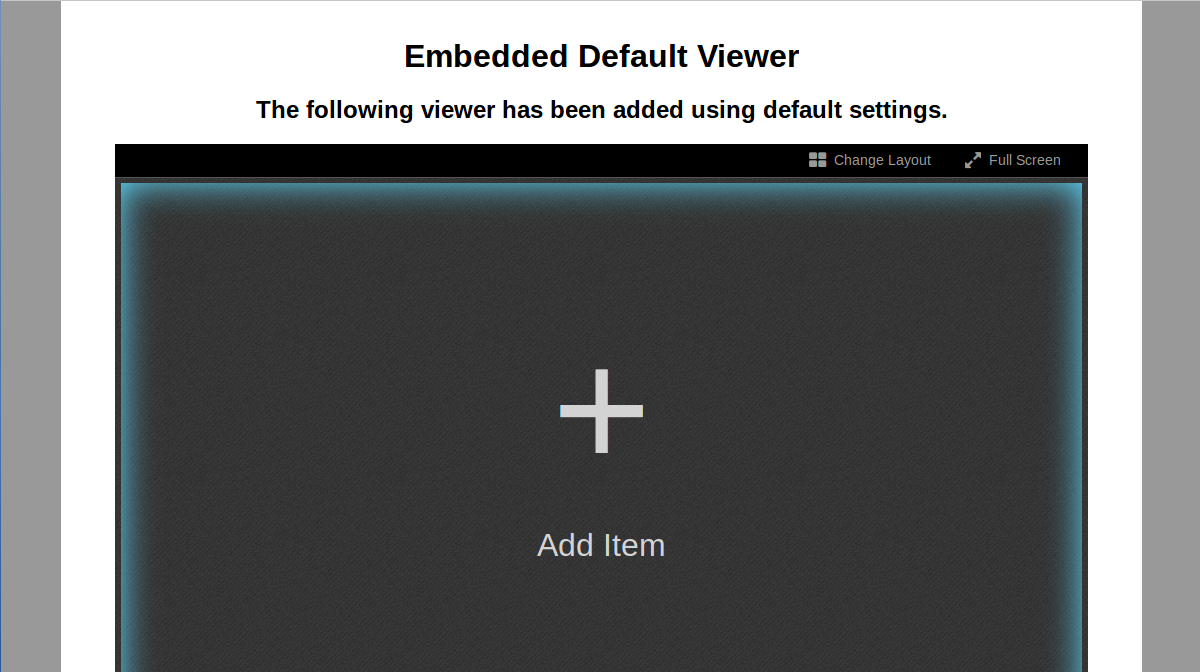 Embedded Default Viewer
The following viewer has been added using default settings.
Change Layout Full Screen
Add Item